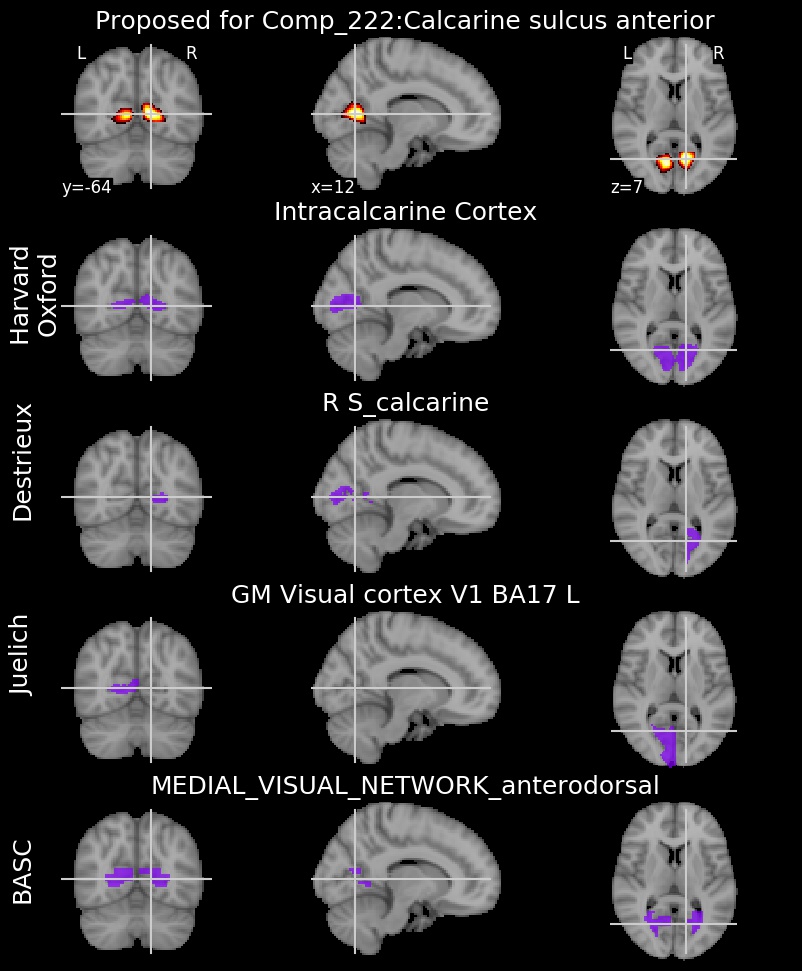 Proposed for Comp_222:Calcarine sulcus anterior
L R L R
y=-64 x=12 z=7
Intracalcarine Cortex
Harvard
Oxford
R S_calcarine
Destrieux
GM Visual cortex V1 BA17 L
Juelich
MEDIAL_VISUAL_NETWORK_anterodorsal
BASC